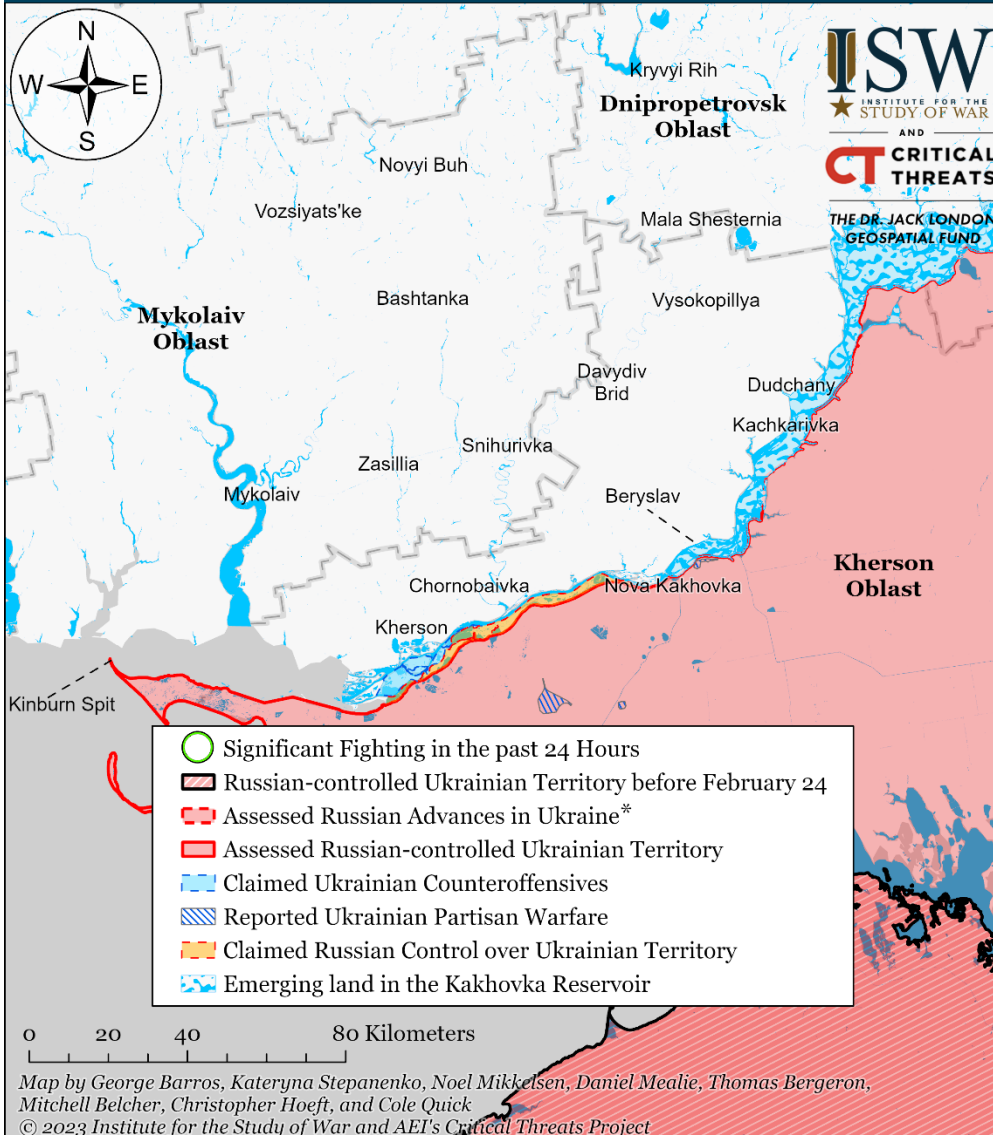 N
W
E
S
Kryvyi Rih
Dnipropetrovsk
Oblast
ISW
INSTITUTE FOR THE
STUDY OF WAR
AND
CT CRITICAL
THREATS
THE DR. JACK LONDON
GEOSPATIAL FUND
Novyi Buh
Vozsiyats'ke
Mala Shesternia
Bashtanka
Vysokopillya
Mykolaiv
Oblast
Davydiv
Brid
Dudchany
Kachkarivka
Snihurivka
Zasillia
Mykolaiv
Beryslav
Kherson
Oblast
Chornobaivka
Nova Kakhovka
Kherson
Kinburn Spit
Significant Fighting in the past 24 Hours
Russian-controlled Ukrainian Territory before February 24
Assessed Russian Advances in Ukraine*
Assessed Russian-controlled Ukrainian Territory
Claimed Ukrainian Counteroffensives
Reported Ukrainian Partisan Warfare
Claimed Russian Control over Ukrainian Territory
Emerging land in the Kakhovka Reservoir
0 20 40 80 Kilometers
Map by George Barros, Kateryna Stepanenko, Noel Mikkelsen, Daniel Mealie, Thomas Bergeron,
Mitchell Belcher, Christopher Hoeft, and Cole Quick
© 2023 Institute for the Study of War and AEI's Critical Threats Project